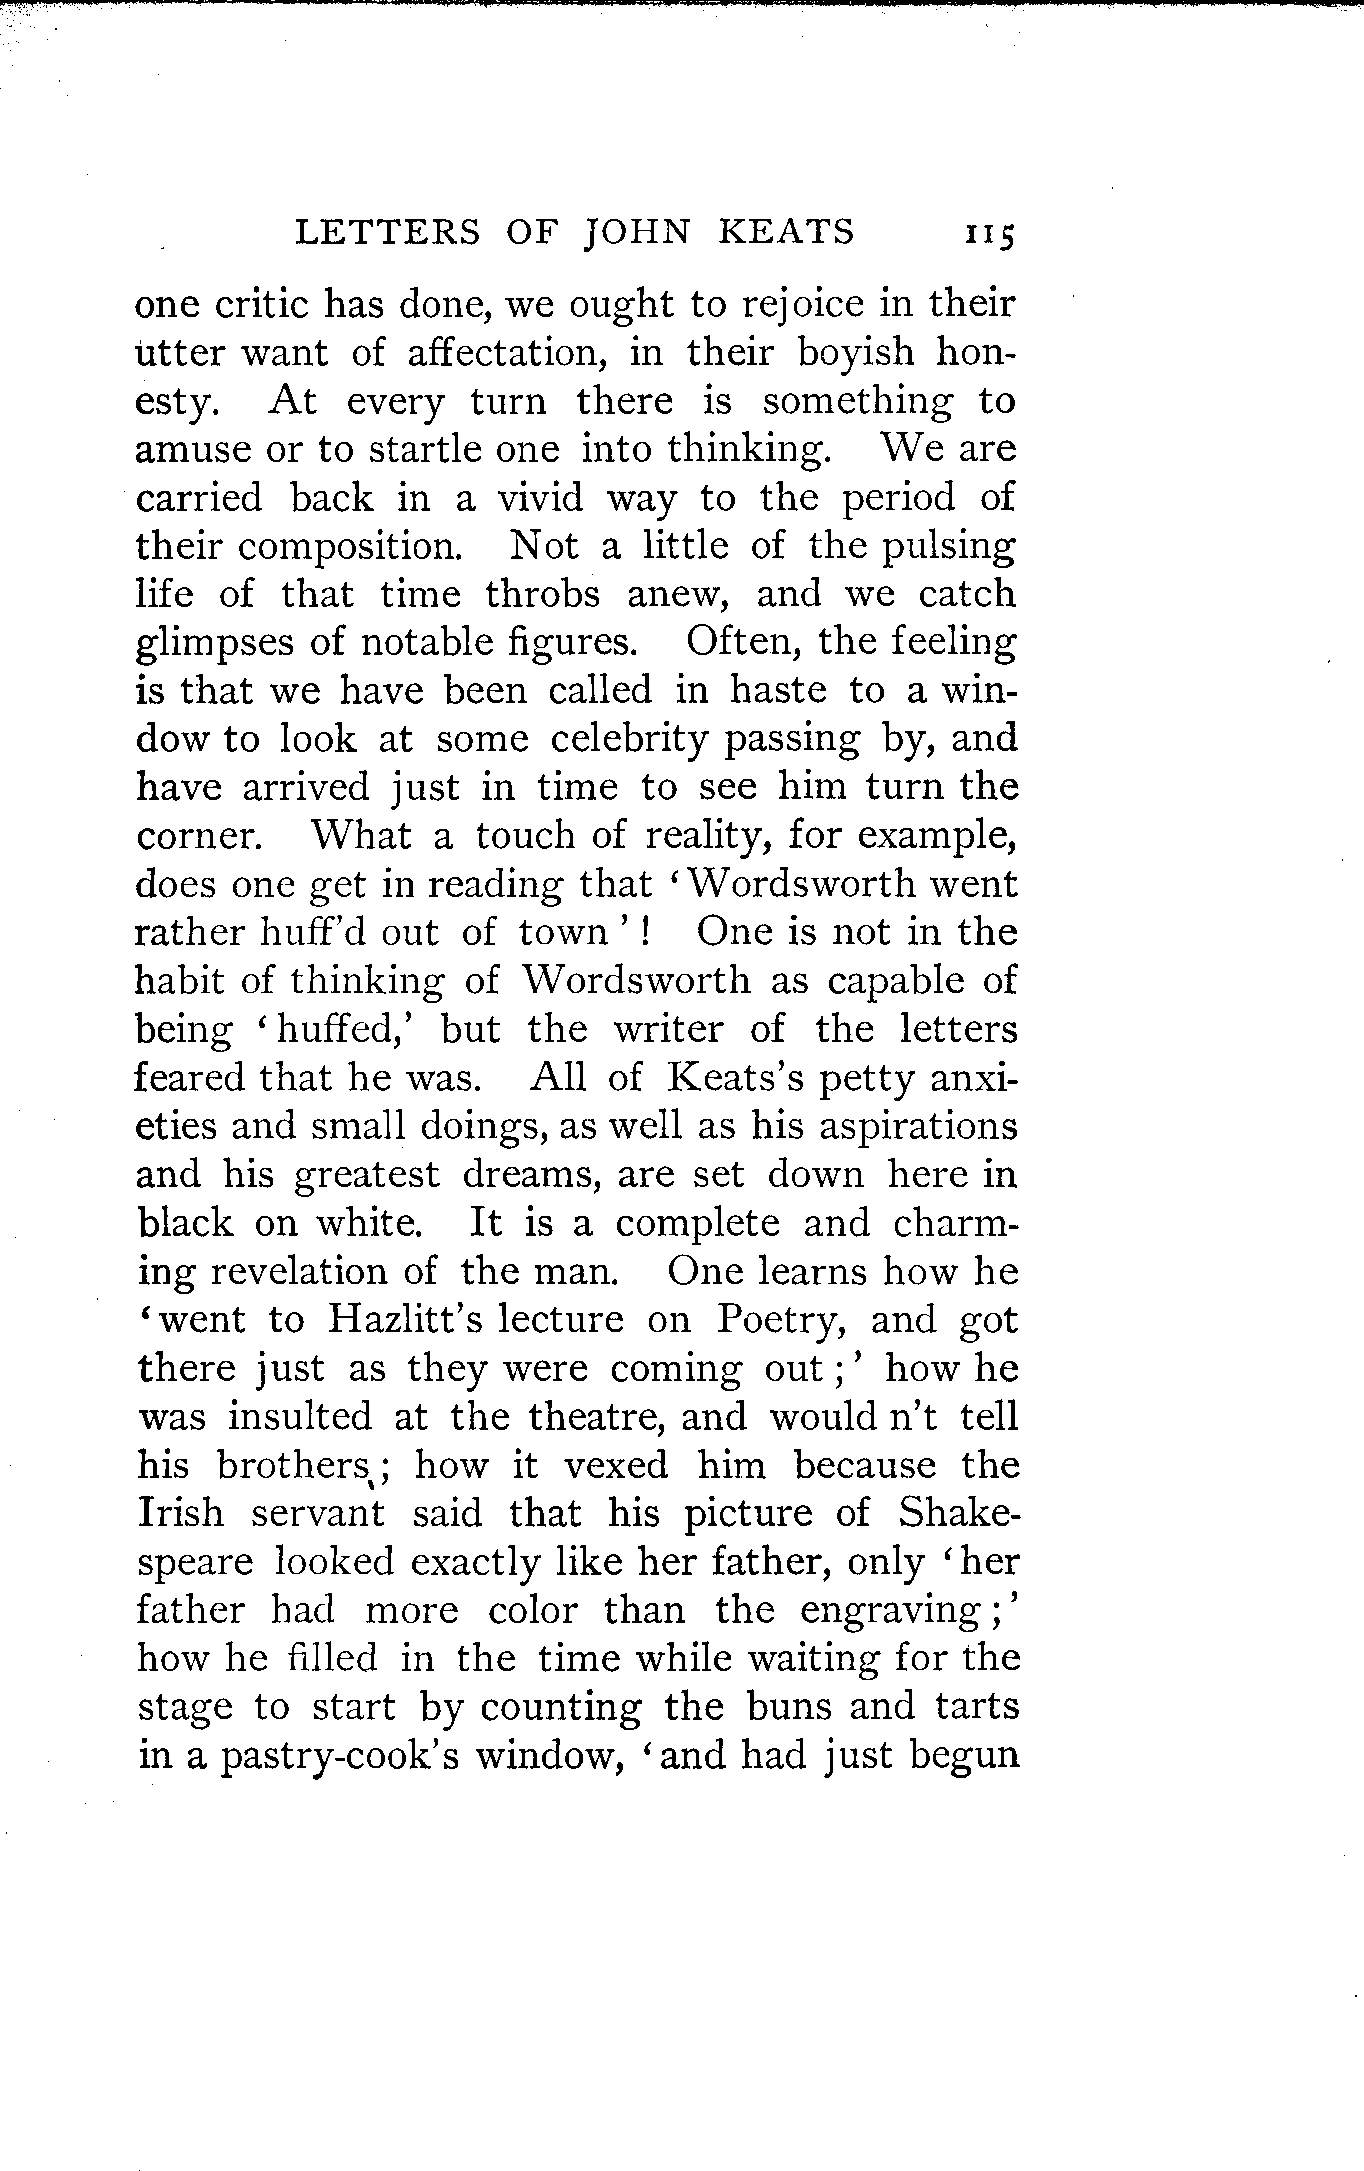 LETTERS OF JOHN KEATS 115
one critic has done, we ought to rejoice in their
utter want of affectation, in their boyish hon-
esty. At every turn there is something to
amuse or to startle one into thinking. We are
carried back in a vivid way to the period of
their composition. Not a little of the pulsing
life of that time throbs anew, and we catch
glimpses of notable figures. Often, the feeling
is that we have been called in haste to a win-
dow to look at some celebrity passing by, and
have arrived just in time to see him turn the
corner. What a touch of reality, for example,
does one get in reading that ‘Wordsworth went
rather huff’d out of town’! One is not in the
habit of thinking of Wordsworth as capable of
being ‘huffed,’ but the writer of the letters
feared that he was. All of Keats’s petty anxi-
eties and small doings, as well as his aspirations
and his greatest dreams, are set down here in
black on white. It is a complete and charm-
ing revelation of the man. One learns how he
‘went to Hazlitt’s lecture on Poetry, and got
there just as they were coming out;’ how he
was insulted at the theatre, and would n’t tell
his brothers; how it vexed him because the
Irish servant said that his picture of Shake-
speare looked exactly like her father, only ‘her
father had more color than the engraving;’
how he filled in the time while waiting for the
stage to start by counting the buns and tarts
in a pastry-cook’s window, ‘and had just begun